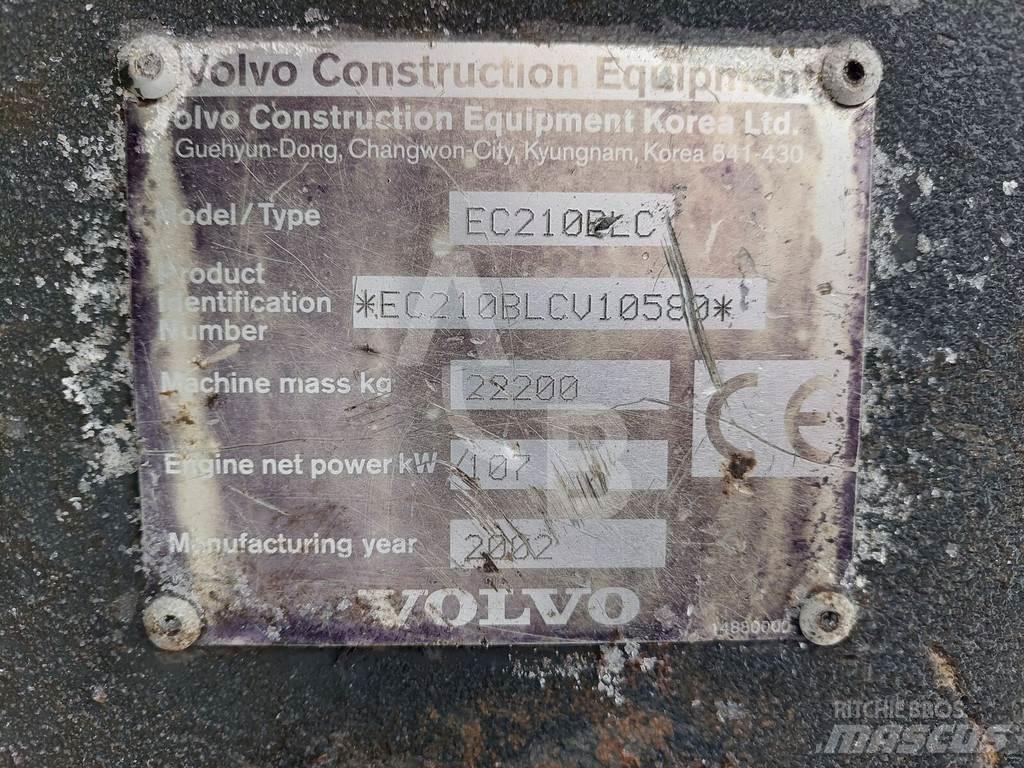 Volvo Construction Equipment
Volvo Construction Equipment Korea Ltd.
Guehyun-Dong, Changwon-City, Kyungnam, Korea 641-430
Model/Type EC210BLC
Product
Identification *EC210BLCV10580*
Number
Machine mass kg 22200
CE
Engine net power kW 107
Manufacturing year 2002
VOLVO
14880000
RITCHIE BROS
mascus